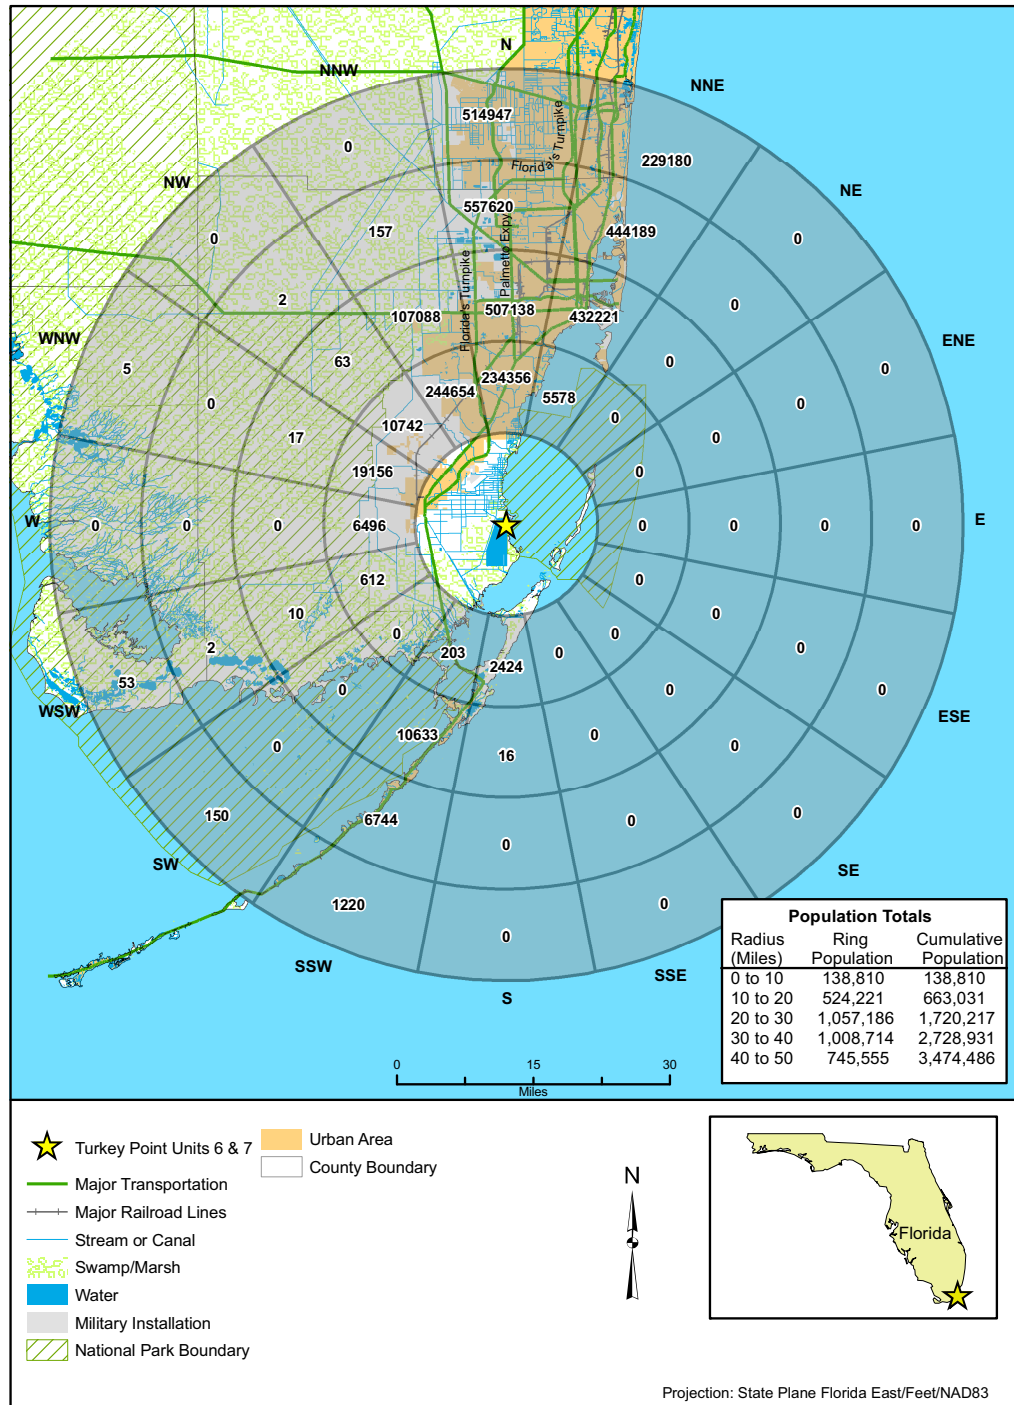 N
NNW
NNE
514947
0
Florida's Turnpike
229180
NW
NE
557620
157
444189
0
0
Palmetto Expy
Florida's Turnpike
2
0
107088
507138
432221
WNW
ENE
63
0
5
0
244654
234356
5578
0
0
10742
0
17
0
19156
0
W
0
0
0
6496
0
0
0
0
E
612
0
10
0
0
0
2
203
2424
0
53
0
0
0
WSW
ESE
10633
0
0
0
16
150
6744
0
0
0
SW
SE
1220
0
0
SSW
SSE
S
Population Totals
Radius Ring Cumulative
(Miles) Population Population
0 to 10 138,810 138,810
10 to 20 524,221 663,031
20 to 30 1,057,186 1,720,217
30 to 40 1,008,714 2,728,931
40 to 50 745,555 3,474,486
0 15 30
Miles
Turkey Point Units 6 & 7
Major Transportation
Major Railroad Lines
Stream or Canal
Swamp/Marsh
Water
Military Installation
National Park Boundary
Urban Area
County Boundary
N
Florida
Projection: State Plane Florida East/Feet/NAD83